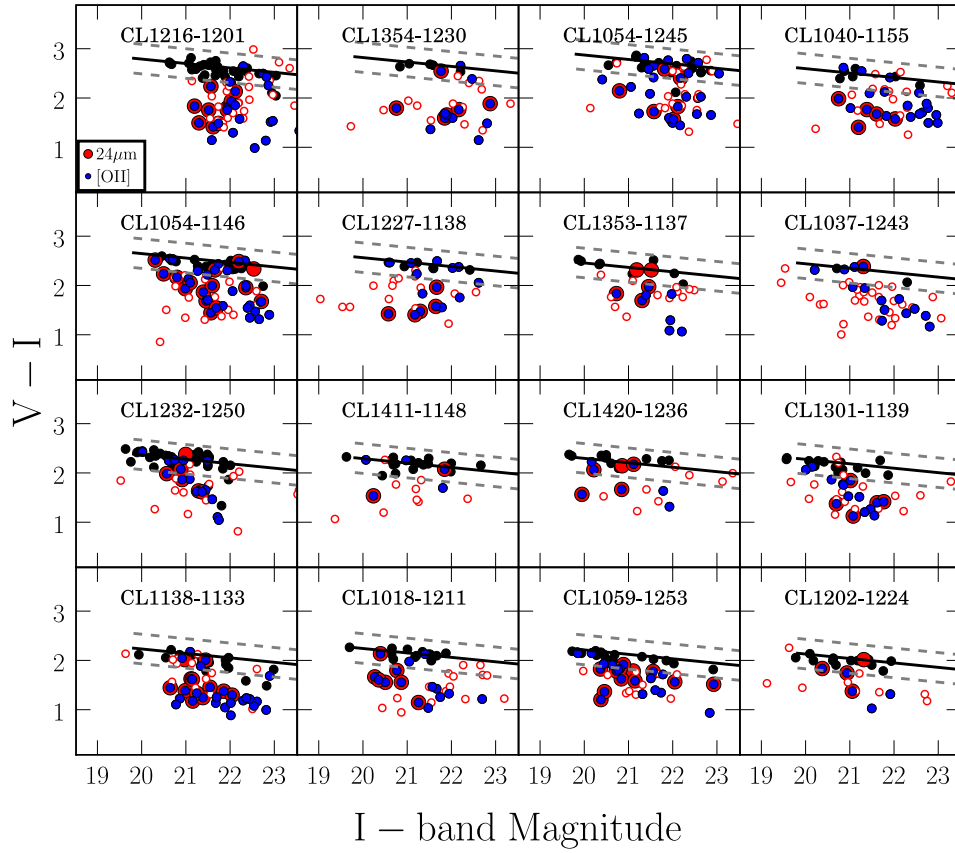 CL1216-1201 CL1354-1230 CL1054-1245 CL1040-1155
3
2
1
24μm
[OII]
CL1054-1146 CL1227-1138 CL1353-1137 CL1037-1243
3
2
1
V − I
CL1232-1250 CL1411-1148 CL1420-1236 CL1301-1139
3
2
1
CL1138-1133 CL1018-1211 CL1059-1253 CL1202-1224
3
2
1
19 20 21 22 19 20 21 22 19 20 21 22 19 20 21 22 23
I − band Magnitude